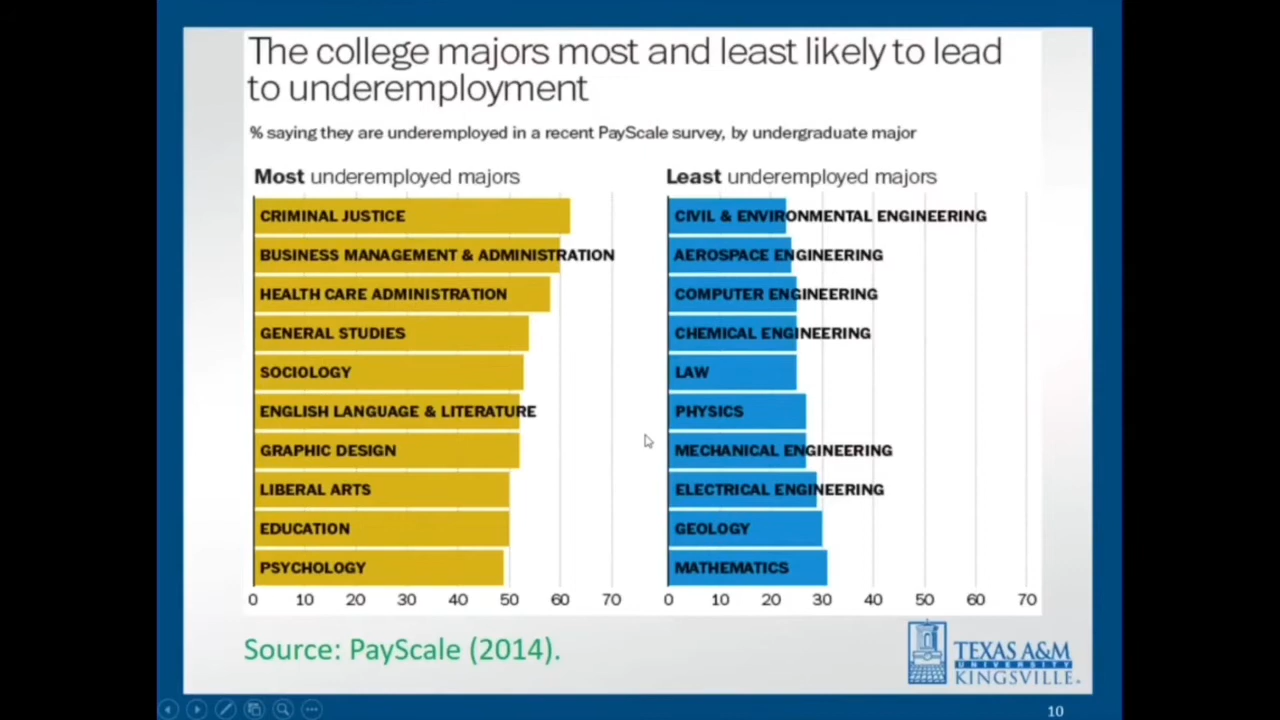 The college majors most and least likely to lead
to underemployment
% saying they are underemployed in a recent PayScale survey, by undergraduate major
Most underemployed majors
CRIMINAL JUSTICE
BUSINESS MANAGEMENT & ADMINISTRATION
HEALTH CARE ADMINISTRATION
GENERAL STUDIES
SOCIOLOGY
ENGLISH LANGUAGE & LITERATURE
GRAPHIC DESIGN
LIBERAL ARTS
EDUCATION
PSYCHOLOGY
0 10 20 30 40 50 60 70
Least underemployed majors
CIVIL & ENVIRONMENTAL ENGINEERING
AEROSPACE ENGINEERING
COMPUTER ENGINEERING
CHEMICAL ENGINEERING
LAW
PHYSICS
MECHANICAL ENGINEERING
ELECTRICAL ENGINEERING
GEOLOGY
MATHEMATICS
0 10 20 30 40 50 60 70
Source: PayScale (2014).
TEXAS A&M
UNIVERSITY
KINGSVILLE
10